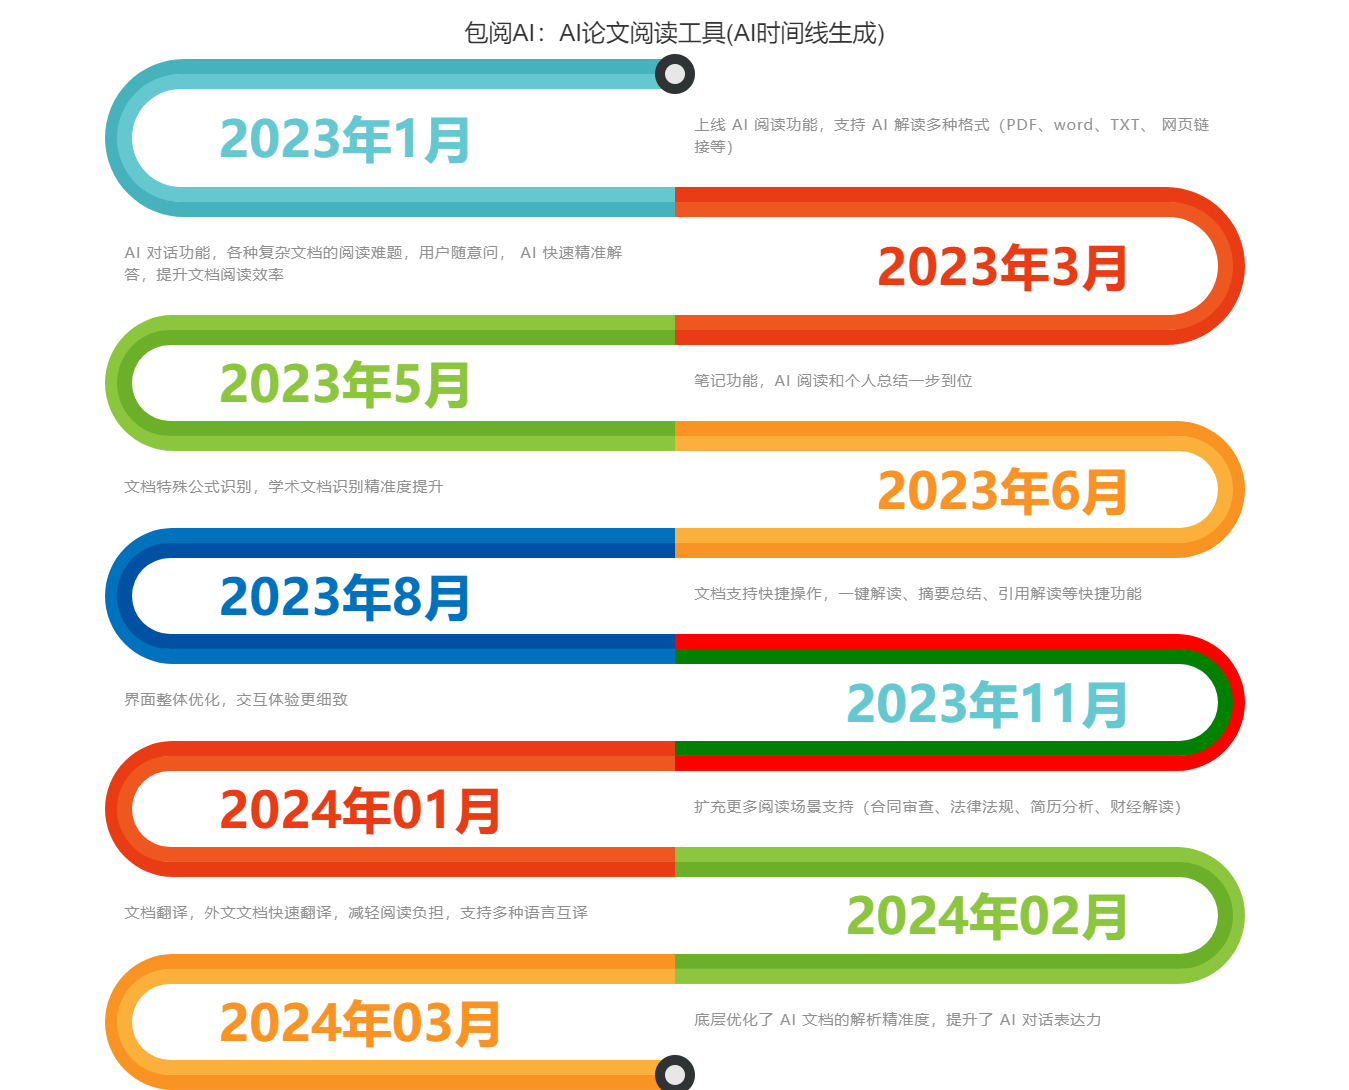 包阅AI：AI论文阅读工具(AI时间线生成)
2023年1月
上线 AI 阅读功能，支持 AI 解读多种格式（PDF、word、TXT、 网页链
接等）
AI 对话功能，各种复杂文档的阅读难题，用户随意问， AI 快速精准解
答，提升文档阅读效率
2023年3月
2023年5月
笔记功能，AI 阅读和个人总结一步到位
文档特殊公式识别，学术文档识别精准度提升
2023年6月
2023年8月
文档支持快捷操作，一键解读、摘要总结、引用解读等快捷功能
界面整体优化，交互体验更细致
2023年11月
2024年01月
扩充更多阅读场景支持（合同审查、法律法规、简历分析、财经解读）
文档翻译，外文文档快速翻译，减轻阅读负担，支持多种语言互译
2024年02月
2024年03月
底层优化了 AI 文档的解析精准度，提升了 AI 对话表达力